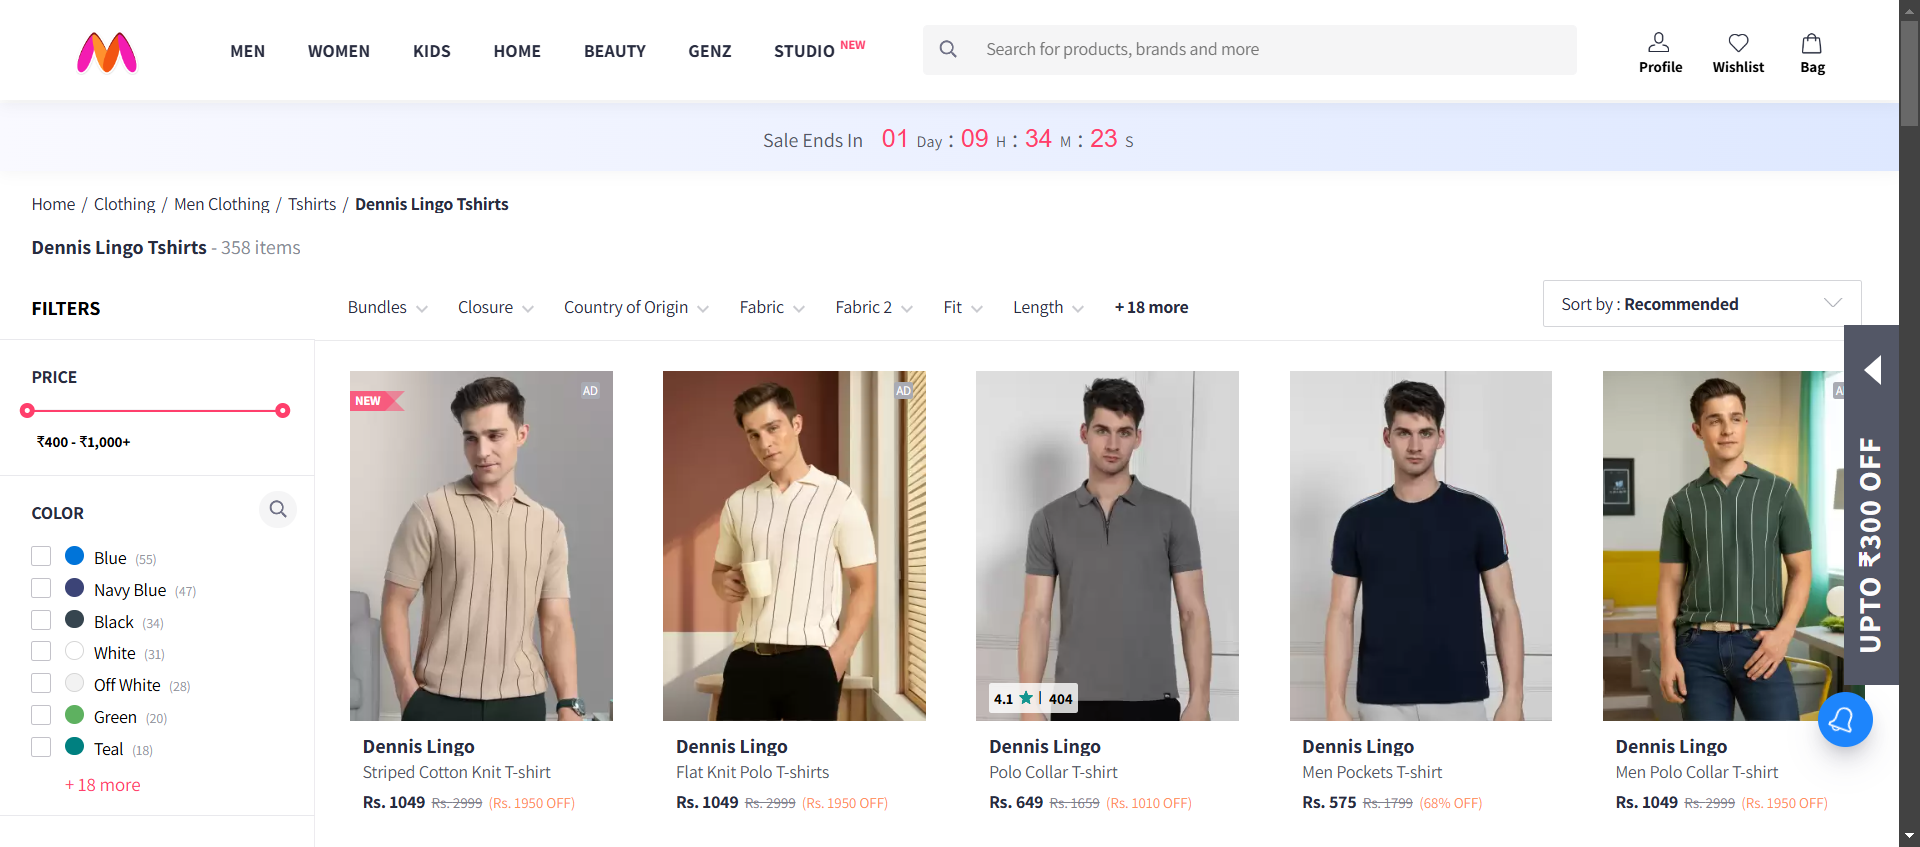 MEN WOMEN KIDS HOME BEAUTY GENZ STUDIO NEW Search for products, brands and more Profile Wishlist Bag
Sale Ends In 01 Day : 09 H : 34 M : 23 S
Home / Clothing / Men Clothing / Tshirts / Dennis Lingo Tshirts
Dennis Lingo Tshirts - 358 items
FILTERS Bundles Closure Country of Origin Fabric Fabric 2 Fit Length + 18 more Sort by : Recommended
PRICE
₹400 - ₹1,000+
COLOR
Blue (55)
Navy Blue (47)
Black (34)
White (31)
Off White (28)
Green (20)
Teal (18)
+ 18 more
NEW AD
Dennis Lingo
Striped Cotton Knit T-shirt
Rs. 1049 Rs. 2999 (Rs. 1950 OFF)
AD
Dennis Lingo
Flat Knit Polo T-shirts
Rs. 1049 Rs. 2999 (Rs. 1950 OFF)
4.1 | 404
Dennis Lingo
Polo Collar T-shirt
Rs. 649 Rs. 1659 (Rs. 1010 OFF)
Dennis Lingo
Men Pockets T-shirt
Rs. 575 Rs. 1799 (68% OFF)
Dennis Lingo
Men Polo Collar T-shirt
Rs. 1049 Rs. 2999 (Rs. 1950 OFF)
UPTO ₹300 OFF